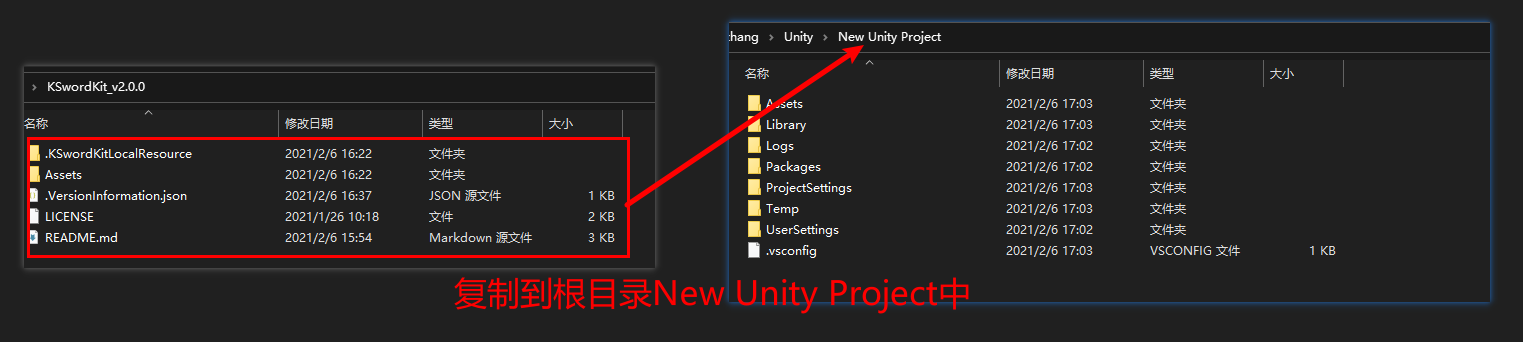 KSwordKit_v2.0.0
名称 修改日期 类型 大小
.KSwordKitLocalResource 2021/2/6 16:22 文件夹
Assets 2021/2/6 16:22 文件夹
.VersionInformation.json 2021/2/6 16:37 JSON 源文件 1 KB
LICENSE 2021/1/26 10:18 文件 2 KB
README.md 2021/2/6 15:54 Markdown 源文件 3 KB
hang Unity New Unity Project
名称 修改日期 类型 大小
Assets 2021/2/6 17:03 文件夹
Library 2021/2/6 17:03 文件夹
Logs 2021/2/6 17:02 文件夹
Packages 2021/2/6 17:02 文件夹
ProjectSettings 2021/2/6 17:03 文件夹
Temp 2021/2/6 17:03 文件夹
UserSettings 2021/2/6 17:02 文件夹
.vsconfig 2021/2/6 17:03 VSCONFIG 文件 1 KB
复制到根目录New Unity Project中